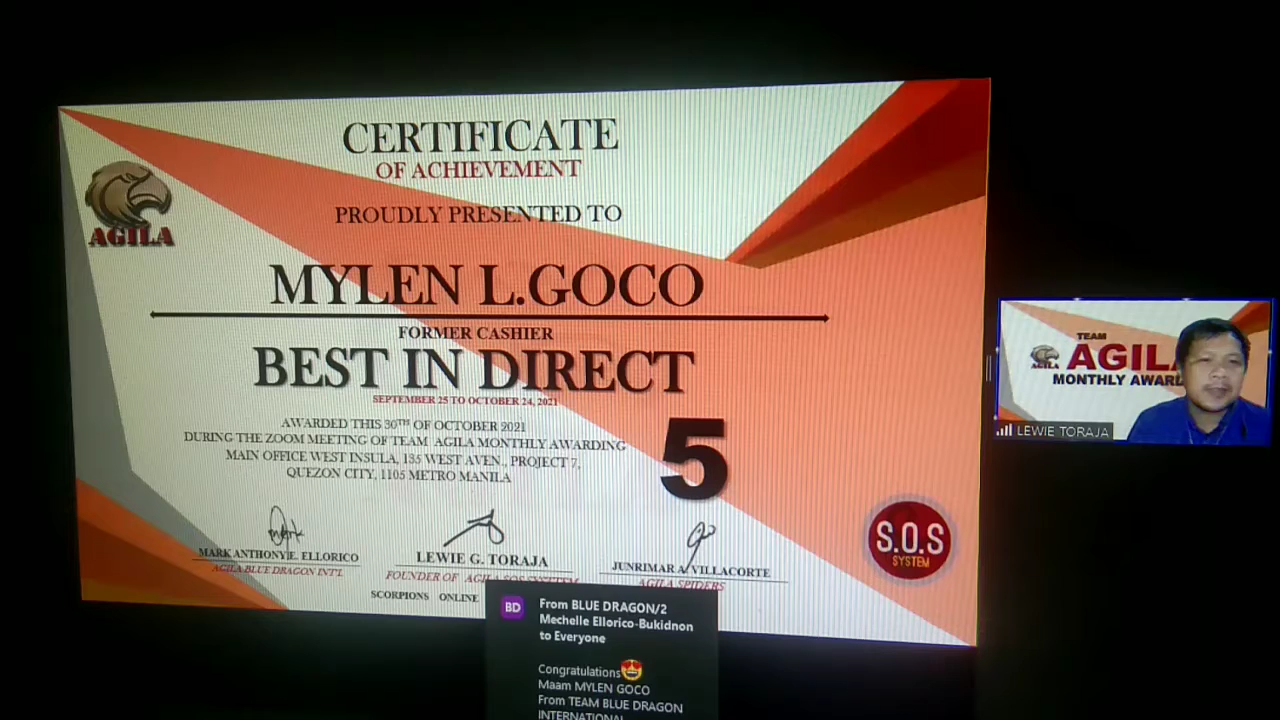 CERTIFICATE
OF ACHIEVEMENT
PROUDLY PRESENTED TO
AGILA
MYLEN L.GOCO
FORMER CASHIER
BEST IN DIRECT
SEPTEMBER 25 TO OCTOBER 24, 2021
AWARDED THIS 30TH OF OCTOBER 2021
DURING THE ZOOM MEETING OF TEAM AGILA MONTHLY AWARDING
MAIN OFFICE WEST INSULA, 135 WEST AVEN., PROJECT 7,
QUEZON CITY, 1105 METRO MANILA
5
MARK ANTHONY E. ELLORICO
AGILA BLUE DRAGON INT'L
LEWIE G. TORAJA
FOUNDER OF AGILA SOS
JUNRIMAR A. VILLACORTE
AGILA SPIDERS
SCORPIONS ONLINE
S.O.S
SYSTEM
BD
From BLUE DRAGON/2
Mechelle Ellorico-Bukidnon
to Everyone
Congratulations😍
Maam MYLEN GOCO
From TEAM BLUE DRAGON
INTERNATIONAL
TEAM
AGILA
AGILA
MONTHLY AWARD
LEWIE TORAJA